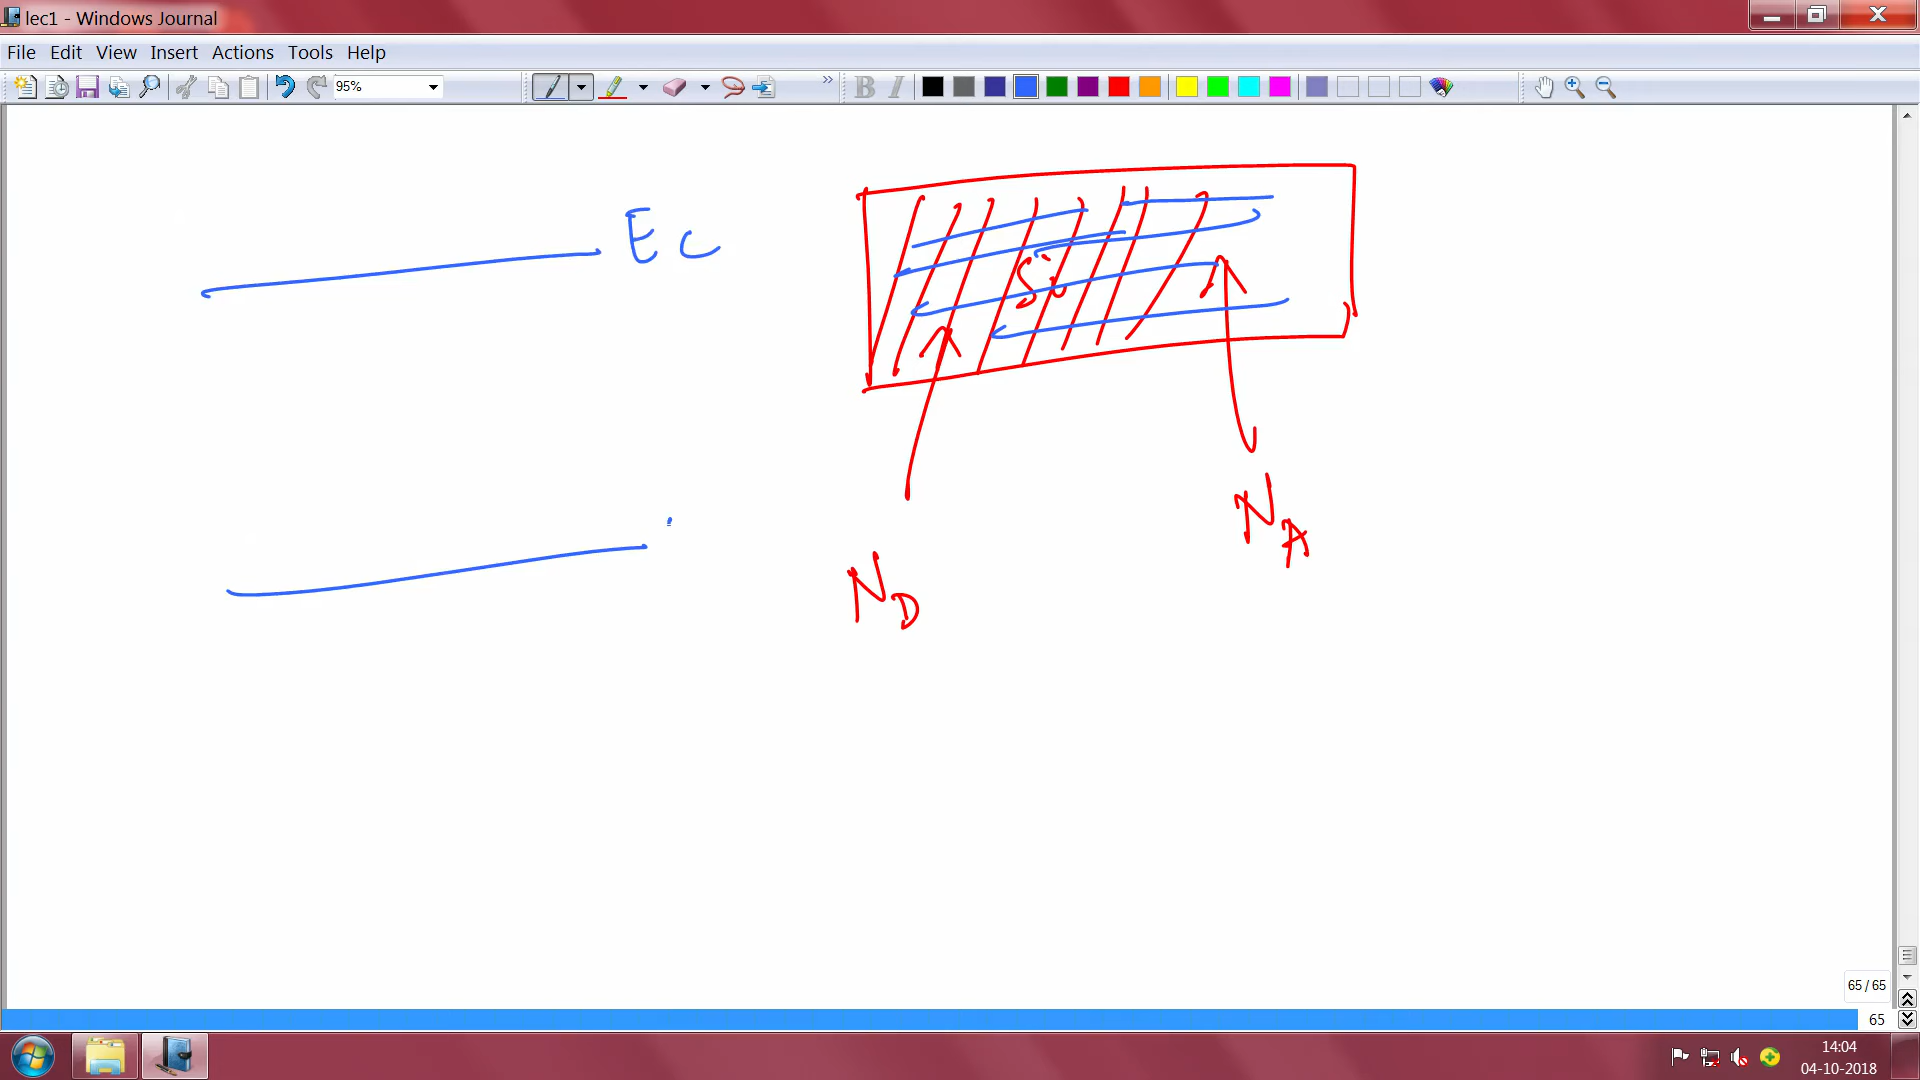 lec1 - Windows Journal
File Edit View Insert Actions Tools Help
95%
B I
Ec
Si
NA
ND
65 / 65
65
14:04
04-10-2018